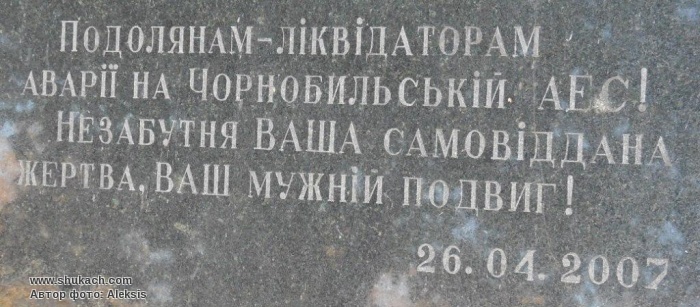 Подолянам-ліквідаторам
аварії на Чорнобильській АЕС!
Незабутня Ваша самовіддана
жертва, Ваш мужній подвиг!
26.04.2007
www.shukach.com
Автор фото: Aleksis